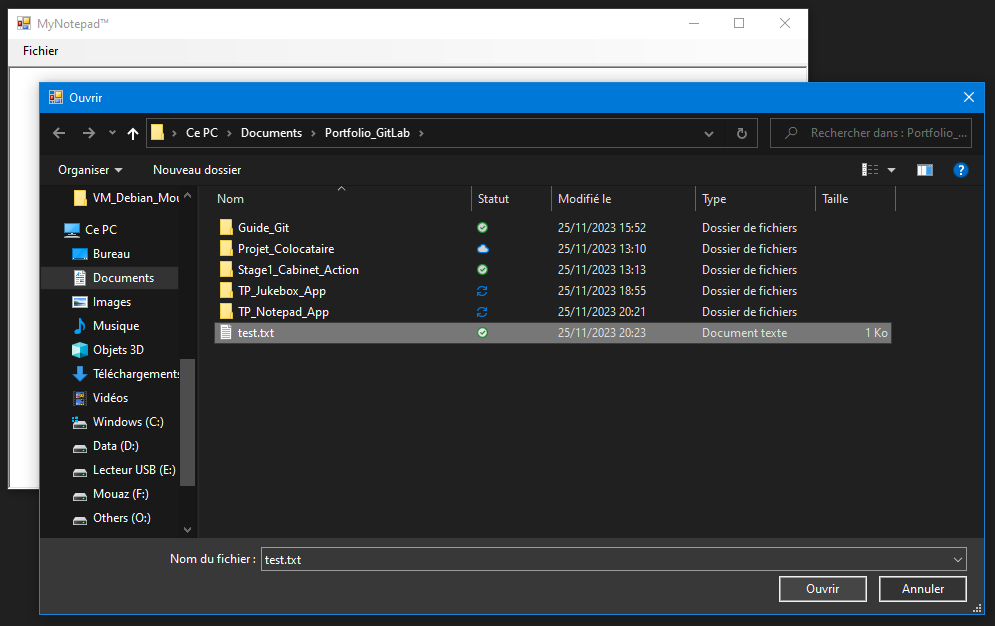 MyNotepad™
Fichier
Ouvrir
Ce PC > Documents > Portfolio_GitLab >
Rechercher dans : Portfolio_...
Organiser Nouveau dossier
VM_Debian_Mou
Ce PC
Bureau
Documents
Images
Musique
Objets 3D
Téléchargements
Vidéos
Windows (C:)
Data (D:)
Lecteur USB (E:)
Mouaz (F:)
Others (O:)
Nom Statut Modifié le Type Taille
Guide_Git 25/11/2023 15:52 Dossier de fichiers
Projet_Colocataire 25/11/2023 13:10 Dossier de fichiers
Stage1_Cabinet_Action 25/11/2023 13:13 Dossier de fichiers
TP_Jukebox_App 25/11/2023 18:55 Dossier de fichiers
TP_Notepad_App 25/11/2023 20:21 Dossier de fichiers
test.txt 25/11/2023 20:23 Document texte 1 Ko
Nom du fichier : test.txt
Ouvrir Annuler